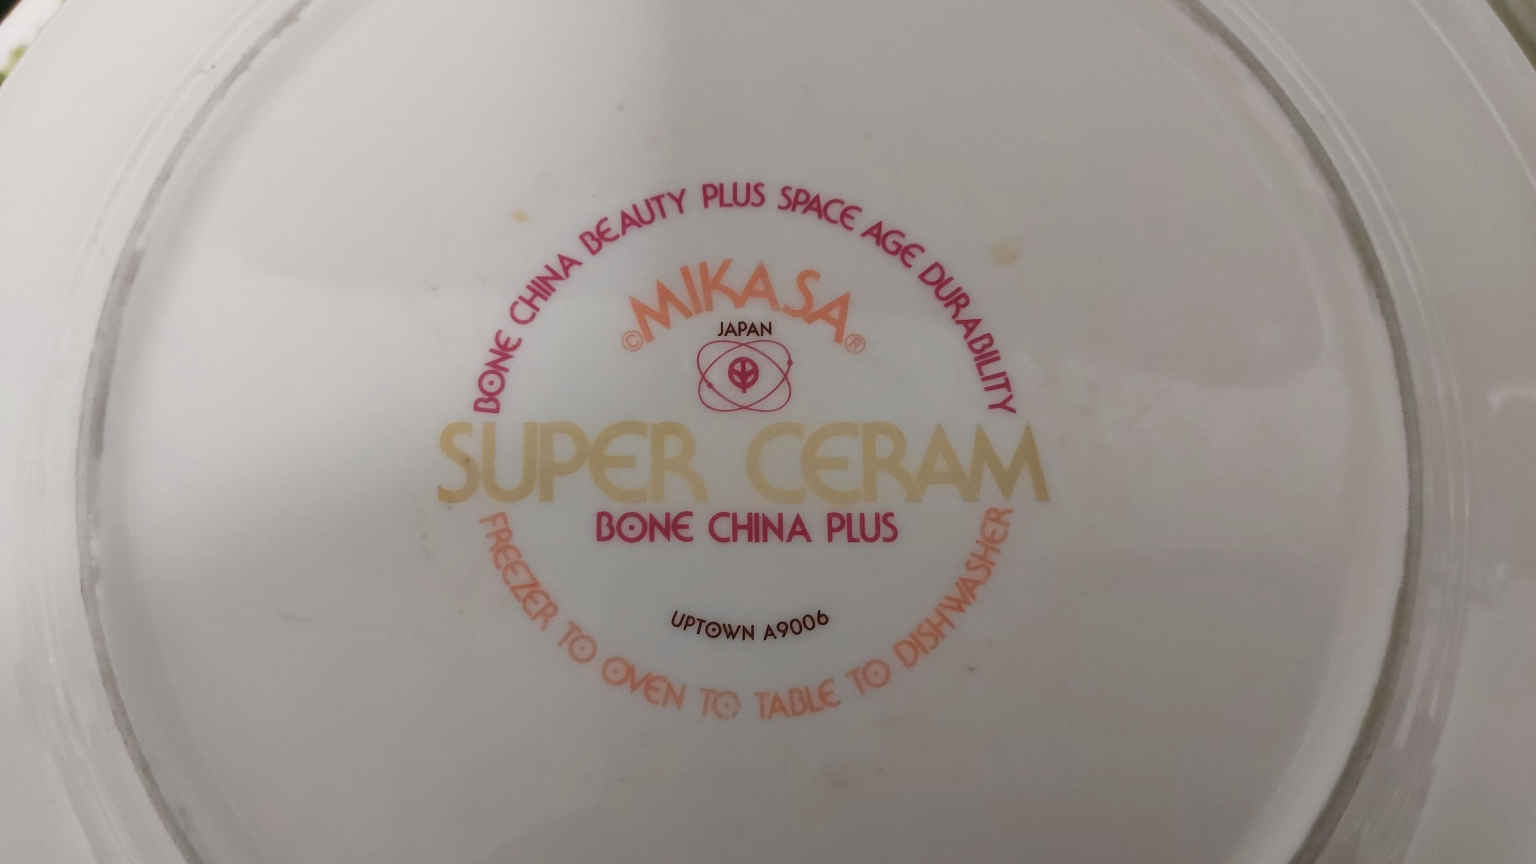 BONE CHINA BEAUTY PLUS SPACE AGE DURABILITY
©MIKASA®
JAPAN
SUPER CERAM
BONE CHINA PLUS
UPTOWN A9006
FREEZER TO OVEN TO TABLE TO DISHWASHER